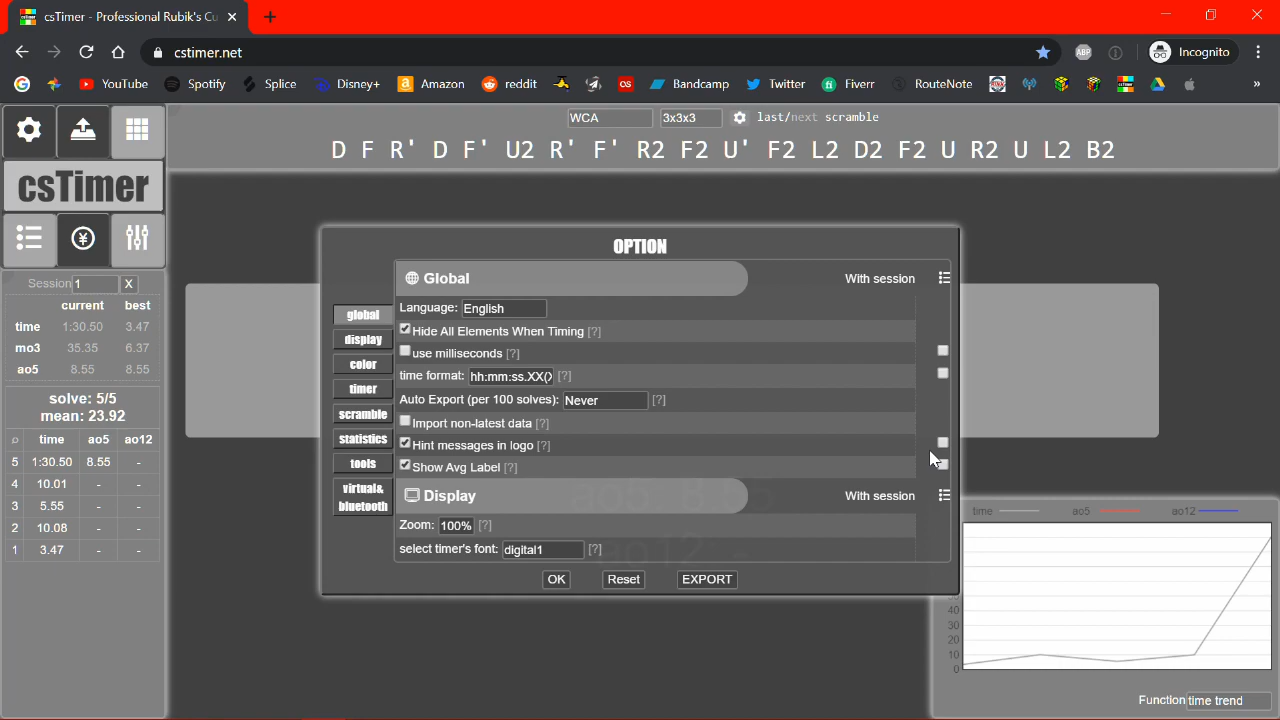 csTimer - Professional Rubik's Cu
cstimer.net
ABP
Incognito
YouTube Spotify Splice Disney+ Amazon reddit Bandcamp Twitter Fiverr RouteNote
WCA 3x3x3 last/next scramble
D F R' D F' U2 R' F' R2 F2 U' F2 L2 D2 F2 U R2 U L2 B2
csTimer
Session 1 X
current best
time 1:30.50 3.47
mo3 35.35 6.37
ao5 8.55 8.55
solve: 5/5
mean: 23.92
time ao5 ao12
5 1:30.50 8.55 -
4 10.01 - -
3 5.55 - -
2 10.08 - -
1 3.47 - -
OPTION
global
display
color
timer
scramble
statistics
tools
virtual&
bluetooth
Global With session
Language: English
Hide All Elements When Timing [?]
use milliseconds [?]
time format: hh:mm:ss.XX(X [?]
Auto Export (per 100 solves): Never [?]
Import non-latest data [?]
Hint messages in logo [?]
Show Avg Label [?]
Display With session
Zoom: 100% [?]
select timer's font: digital1 [?]
ao5: 8.55
ao12: -
OK Reset EXPORT
time ao5 ao12
40
30
20
10
0
Function time trend